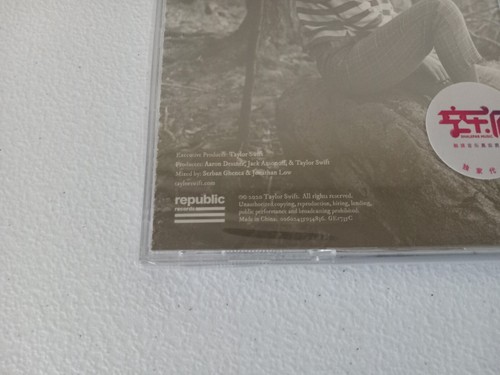 Executive Producer: Taylor Swift
Producers: Aaron Dessner, Jack Antonoff, & Taylor Swift
Mixed by: Serban Ghenea & Jonathan Low
taylorswift.com
republic
records
℗© 2020 Taylor Swift. All rights reserved.
Unauthorized copying, reproduction, hiring, lending,
public performance and broadcasting prohibited.
Made in China.